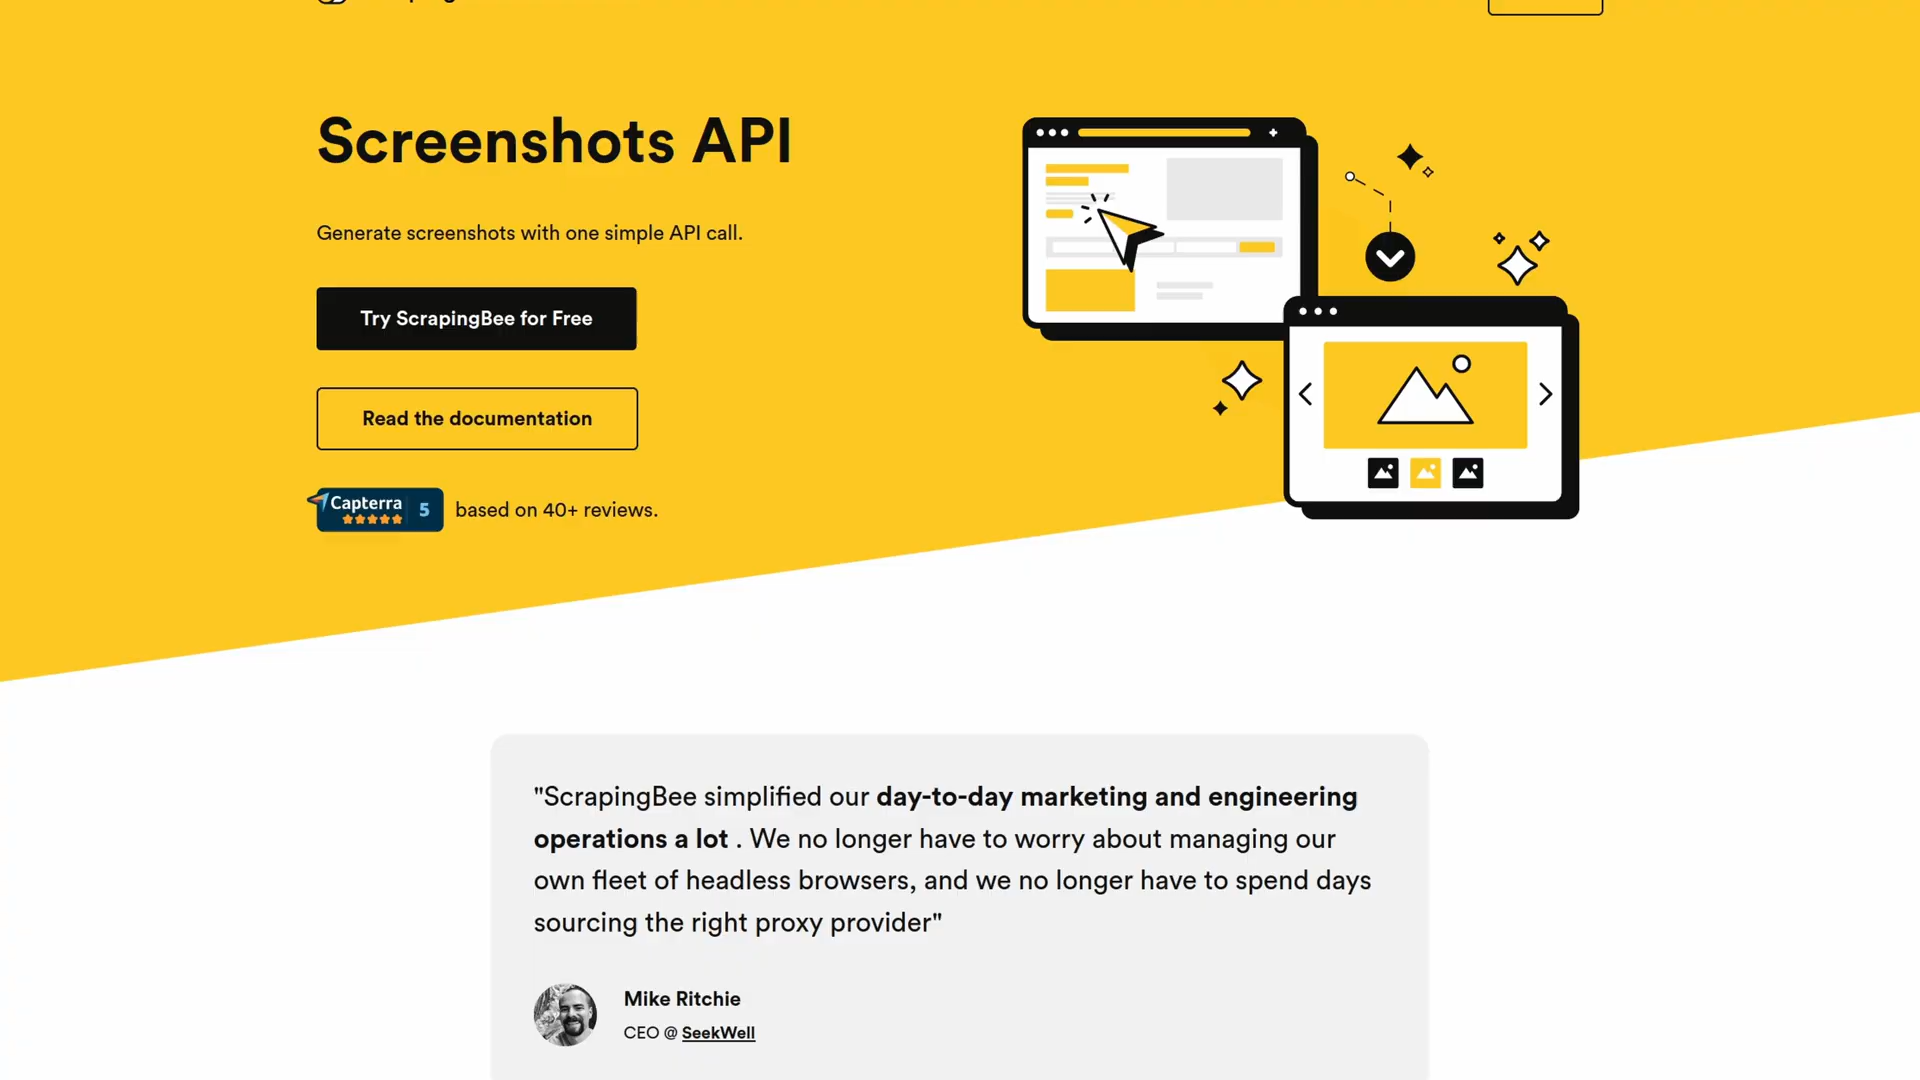 Screenshots API
Generate screenshots with one simple API call.
Try ScrapingBee for Free
Read the documentation
Capterra 5
based on 40+ reviews.
"ScrapingBee simplified our day-to-day marketing and engineering
operations a lot . We no longer have to worry about managing our
own fleet of headless browsers, and we no longer have to spend days
sourcing the right proxy provider"
Mike Ritchie
CEO @ SeekWell